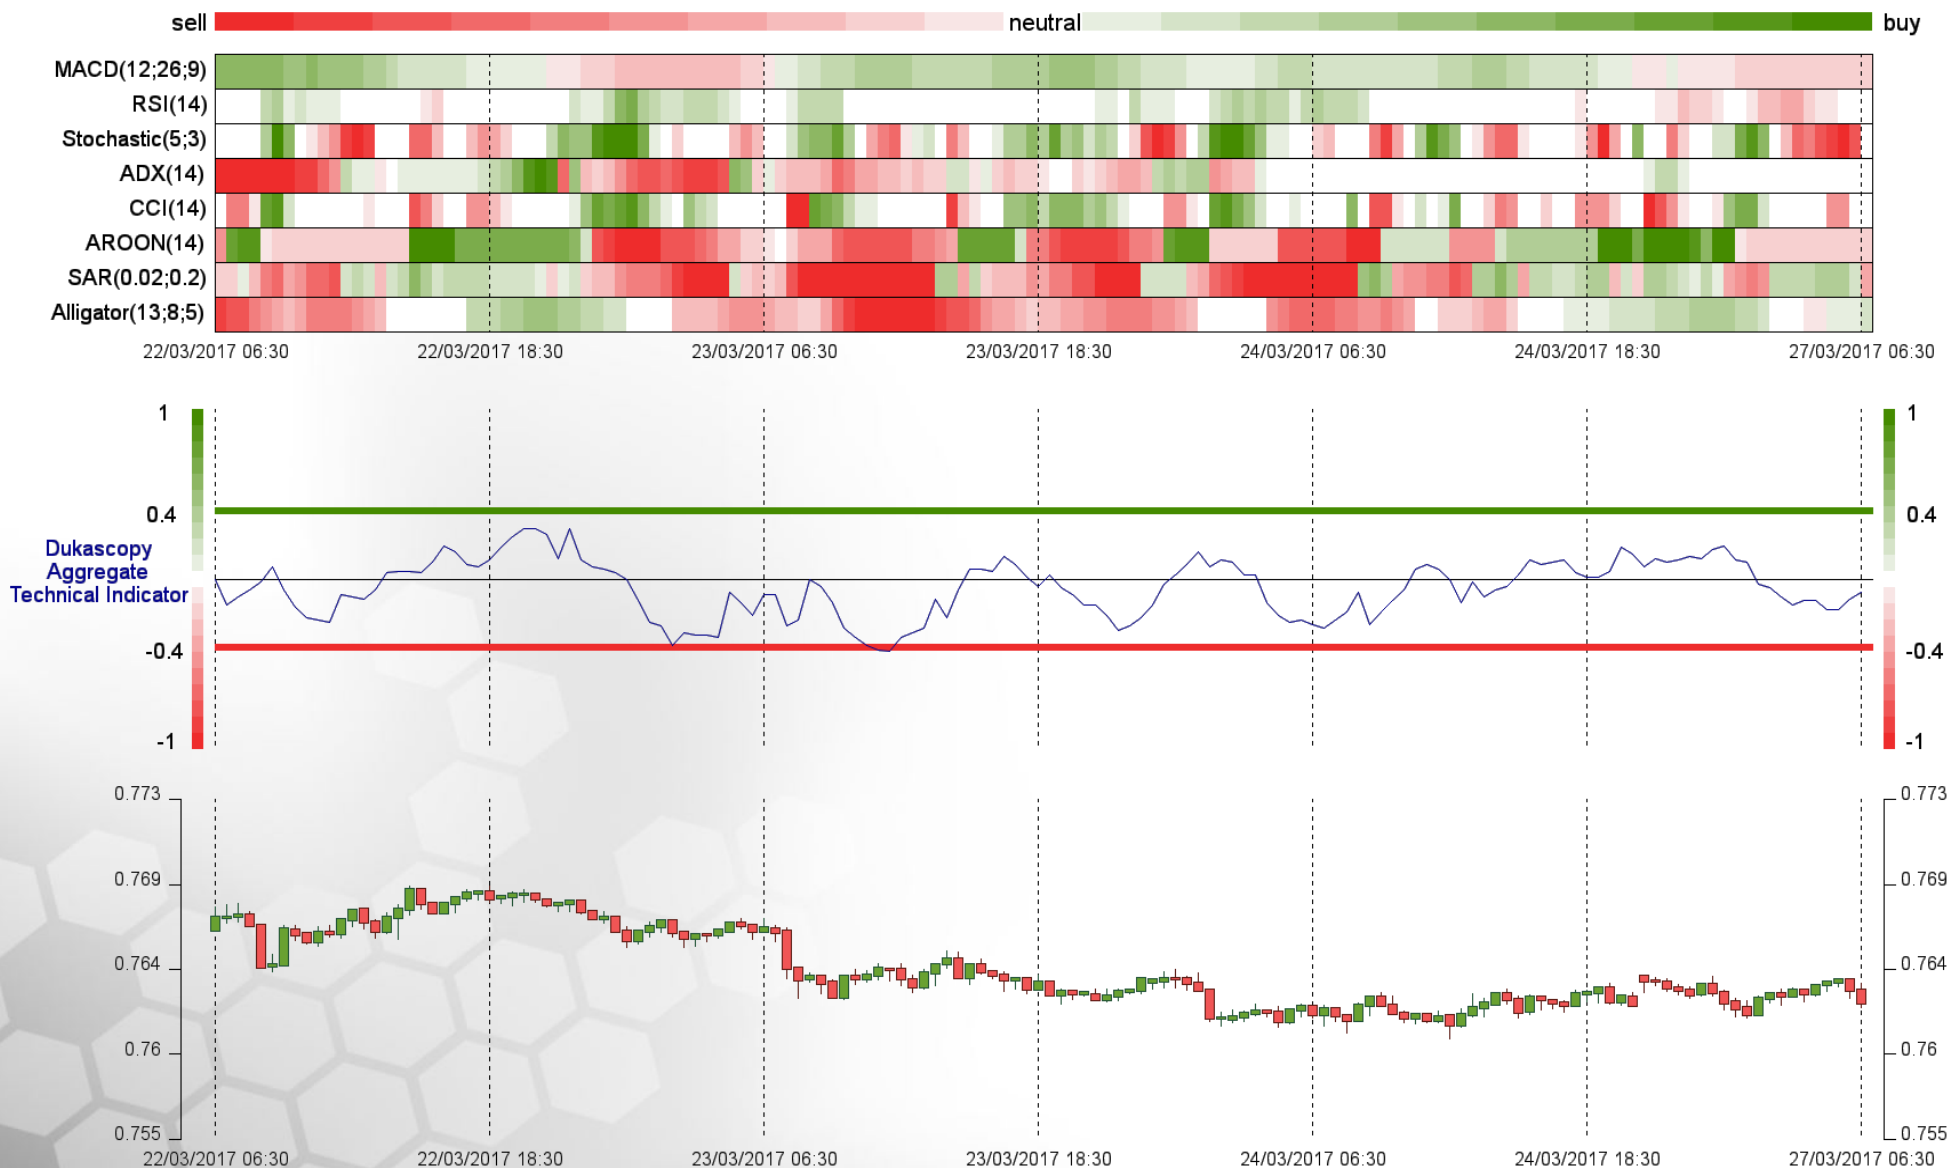 sell neutral buy
MACD(12;26;9)
RSI(14)
Stochastic(5;3)
ADX(14)
CCI(14)
AROON(14)
SAR(0.02;0.2)
Alligator(13;8;5)
22/03/2017 06:30 22/03/2017 18:30 23/03/2017 06:30 23/03/2017 18:30 24/03/2017 06:30 24/03/2017 18:30 27/03/2017 06:30
1 1
0.4 0.4
Dukascopy
Aggregate
Technical Indicator
-0.4 -0.4
-1 -1
0.773 0.773
0.769 0.769
0.764 0.764
0.76 0.76
0.755 0.755
22/03/2017 06:30 22/03/2017 18:30 23/03/2017 06:30 23/03/2017 18:30 24/03/2017 06:30 24/03/2017 18:30 27/03/2017 06:30